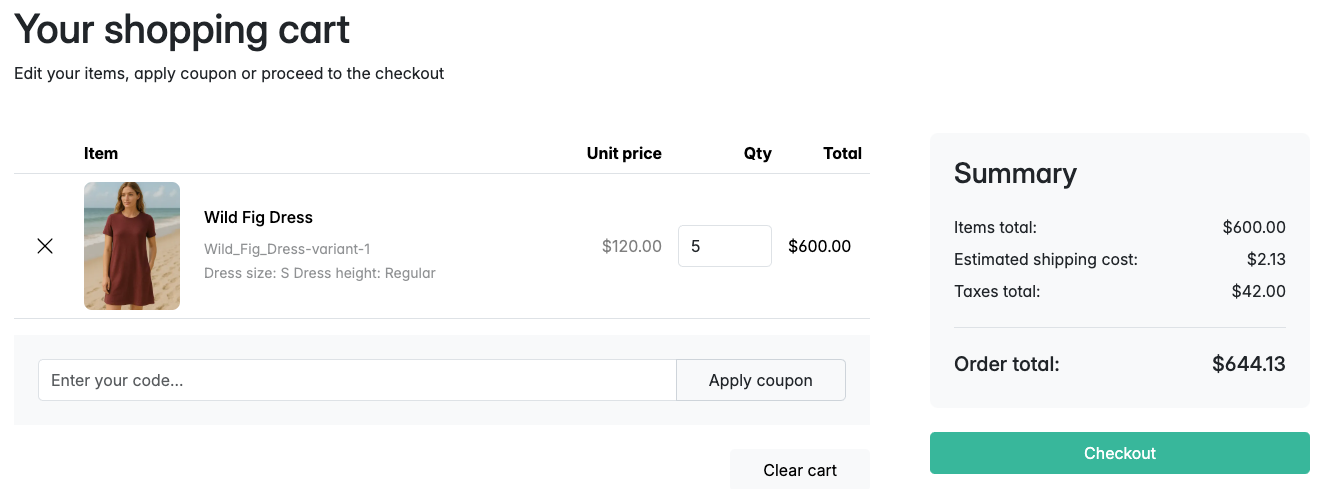 Your shopping cart
Edit your items, apply coupon or proceed to the checkout
Item Unit price Qty Total
Wild Fig Dress
Wild_Fig_Dress-variant-1
Dress size: S Dress height: Regular
$120.00 5 $600.00
Enter your code...
Apply coupon
Clear cart
Summary
Items total: $600.00
Estimated shipping cost: $2.13
Taxes total: $42.00
Order total: $644.13
Checkout